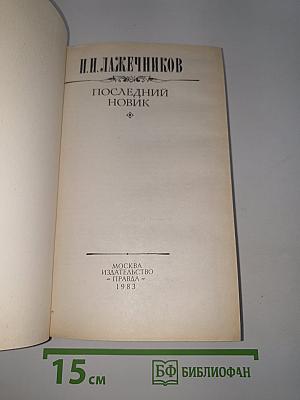 И.И. ЛАЖЕЧНИКОВ
ПОСЛЕДНИЙ
НОВИК
МОСКВА
ИЗДАТЕЛЬСТВО
«ПРАВДА»
1983
15 см
БФ БИБЛИОФАН